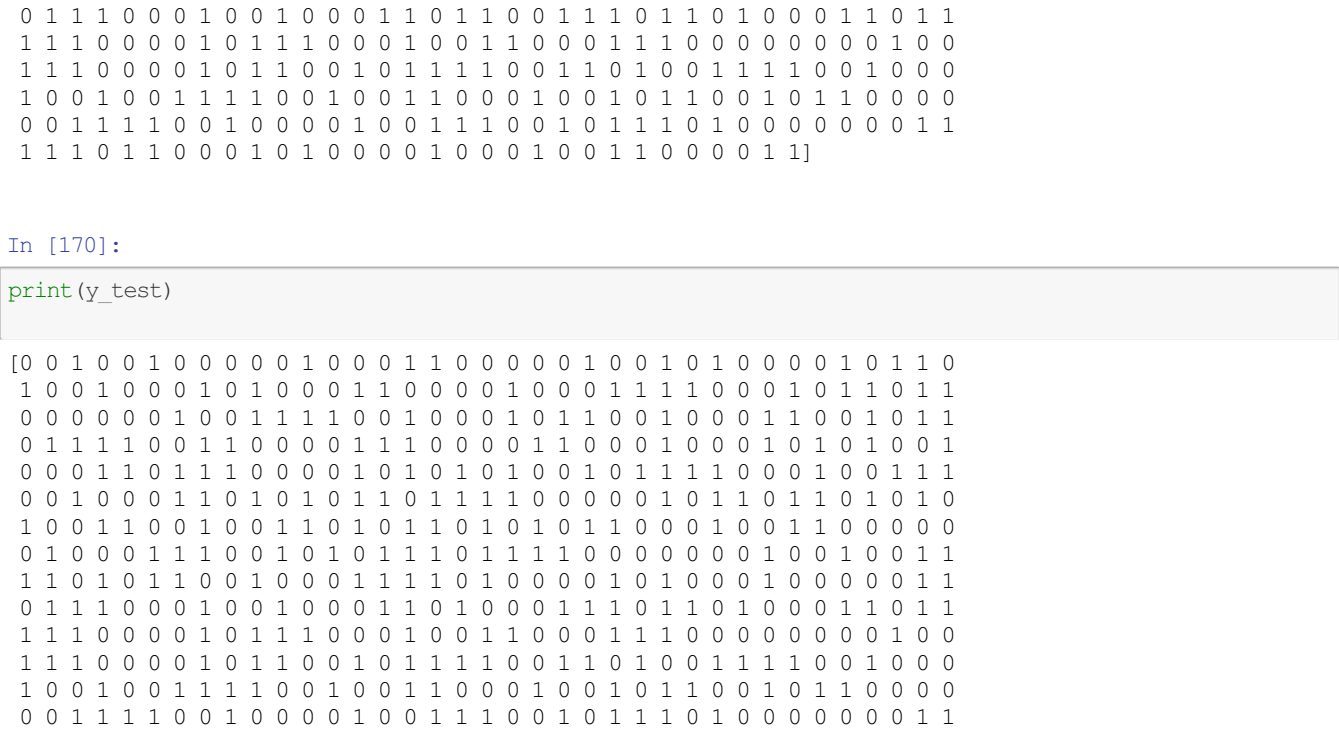 0 1 1 1 0 0 0 1 0 0 1 0 0 0 1 1 0 1 1 0 0 1 1 1 0 1 1 0 1 0 0 0 1 1 0 1 1
1 1 1 0 0 0 0 1 0 1 1 1 0 0 0 1 0 0 1 1 0 0 0 1 1 1 0 0 0 0 0 0 0 0 1 0 0
1 1 1 0 0 0 0 1 0 1 1 0 0 1 0 1 1 1 1 0 0 1 1 0 1 0 0 1 1 1 1 0 0 1 0 0 0
1 0 0 1 0 0 1 1 1 1 0 0 1 0 0 1 1 0 0 0 1 0 0 1 0 1 1 0 0 1 0 1 1 0 0 0 0
0 0 1 1 1 1 0 0 1 0 0 0 0 1 0 0 1 1 1 0 0 1 0 1 1 1 0 1 0 0 0 0 0 0 0 1 1
1 1 1 0 1 1 0 0 0 1 0 1 0 0 0 0 1 0 0 0 1 0 0 1 1 0 0 0 0 1 1]
In [170]:
print(y_test)
[0 0 1 0 0 1 0 0 0 0 0 1 0 0 0 1 1 0 0 0 0 0 1 0 0 1 0 1 0 0 0 0 1 0 1 1 0
1 0 0 1 0 0 0 1 0 1 0 0 0 1 1 0 0 0 0 1 0 0 0 1 1 1 1 0 0 0 1 0 1 1 0 1 1
0 0 0 0 0 0 1 0 0 1 1 1 1 0 0 1 0 0 0 1 0 1 1 0 0 1 0 0 0 1 1 0 0 1 0 1 1
0 1 1 1 1 0 0 1 1 0 0 0 0 1 1 1 0 0 0 0 1 1 0 0 0 1 0 0 0 1 0 1 0 1 0 0 1
0 0 0 1 1 0 1 1 1 0 0 0 0 1 0 1 0 1 0 1 0 0 1 0 1 1 1 1 0 0 0 1 0 0 1 1 1
0 0 1 0 0 0 1 1 0 1 0 1 0 1 1 0 1 1 1 1 0 0 0 0 0 1 0 1 1 0 1 1 0 1 0 1 0
1 0 0 1 1 0 0 1 0 0 1 1 0 1 0 1 1 0 1 0 1 0 1 1 0 0 0 1 0 0 1 1 0 0 0 0 0
0 1 0 0 0 1 1 1 0 0 1 0 1 0 1 1 1 0 1 1 1 1 0 0 0 0 0 0 0 1 0 0 1 0 0 1 1
1 1 0 1 0 1 1 0 0 1 0 0 0 1 1 1 1 0 1 0 0 0 0 1 0 1 0 0 0 1 0 0 0 0 0 1 1
0 1 1 1 0 0 0 1 0 0 1 0 0 0 1 1 0 1 0 0 0 1 1 1 0 1 1 0 1 0 0 0 1 1 0 1 1
1 1 1 0 0 0 0 1 0 1 1 1 0 0 0 1 0 0 1 1 0 0 0 1 1 1 0 0 0 0 0 0 0 0 1 0 0
1 1 1 0 0 0 0 1 0 1 1 0 0 1 0 1 1 1 1 0 0 1 1 0 1 0 0 1 1 1 1 0 0 1 0 0 0
1 0 0 1 0 0 1 1 1 1 0 0 1 0 0 1 1 0 0 0 1 0 0 1 0 1 1 0 0 1 0 1 1 0 0 0 0
0 0 1 1 1 1 0 0 1 0 0 0 0 1 0 0 1 1 1 0 0 1 0 1 1 1 0 1 0 0 0 0 0 0 0 1 1